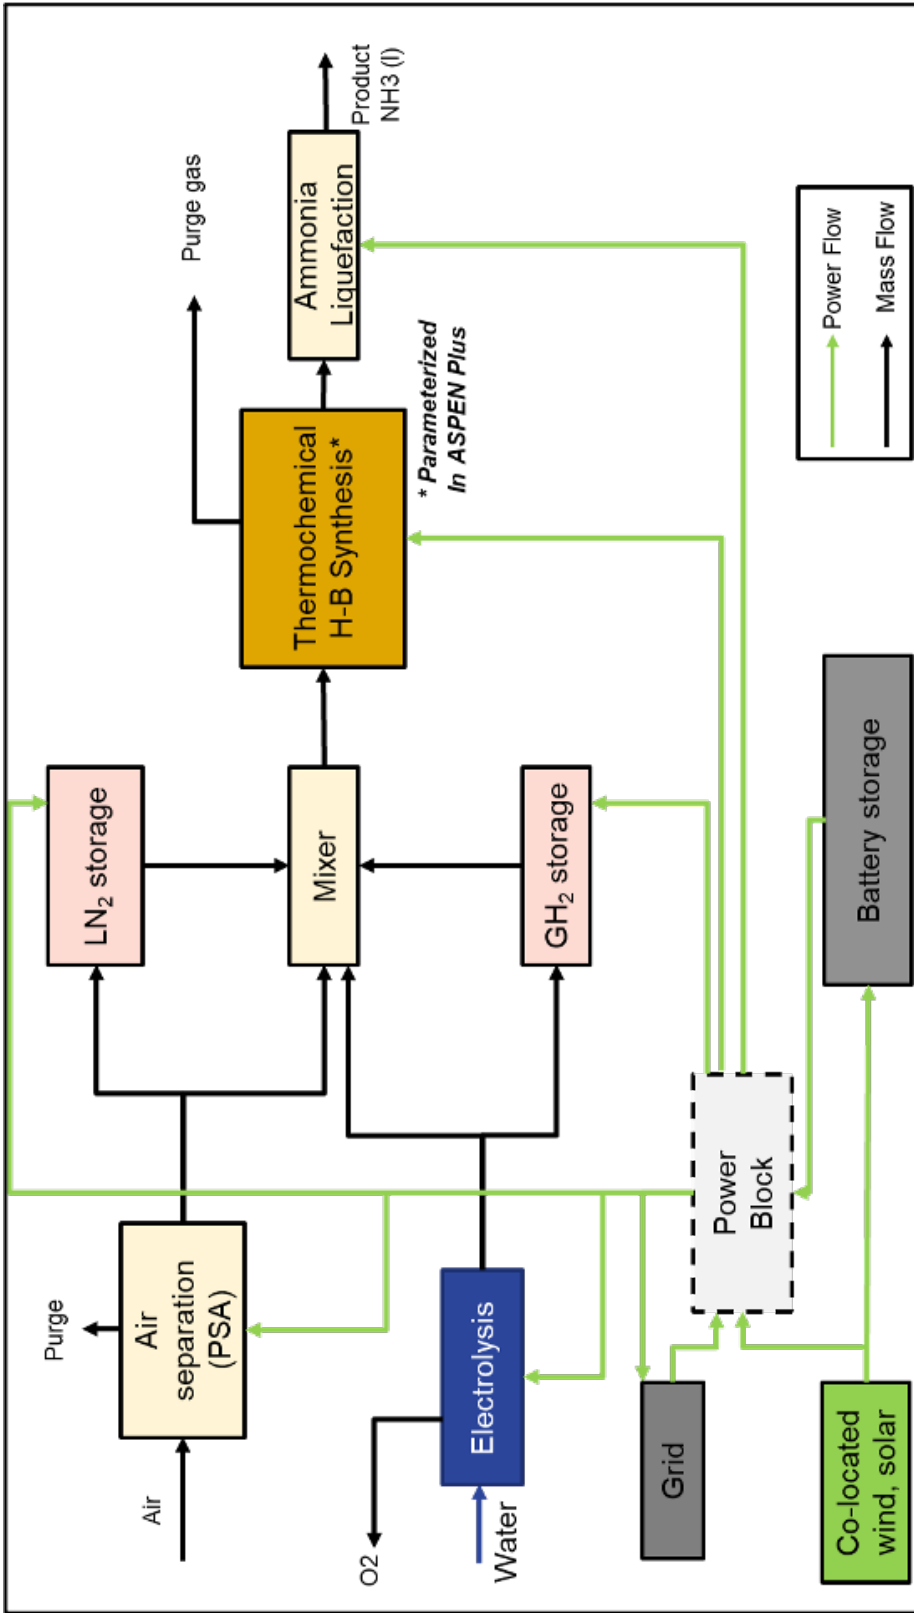 Air
Purge
Air
separation
(PSA)
LN₂ storage
Purge gas
O2
Water
Electrolysis
Mixer
GH₂ storage
Thermochemical
H-B Synthesis*
* Parameterized
In ASPEN Plus
Ammonia
Liquefaction
Product
NH3 (l)
Grid
Co-located
wind, solar
Power
Block
Battery storage
Power Flow
Mass Flow